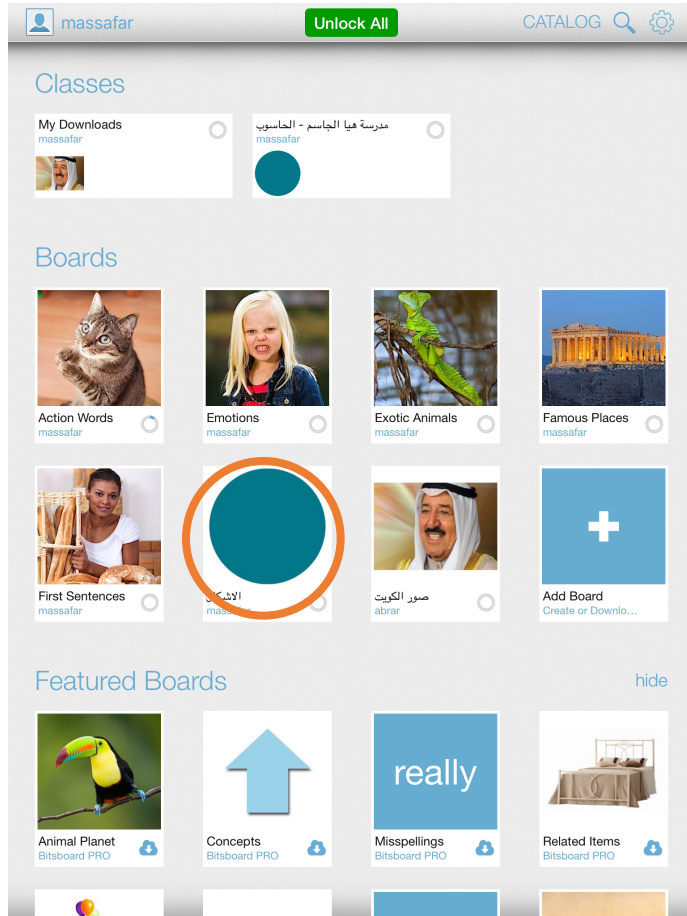 massafar
Unlock All
CATALOG
Classes
My Downloads
massafar
مدرسة هيا الجاسم - الحاسوب
massafar
Boards
Action Words
massafar
Emotions
massafar
Exotic Animals
massafar
Famous Places
massafar
First Sentences
massafar
الاشكال
massafar
صور الكويت
abrar
Add Board
Create or Downlo...
Featured Boards
hide
really
Animal Planet
Bitsboard PRO
Concepts
Bitsboard PRO
Misspellings
Bitsboard PRO
Related Items
Bitsboard PRO